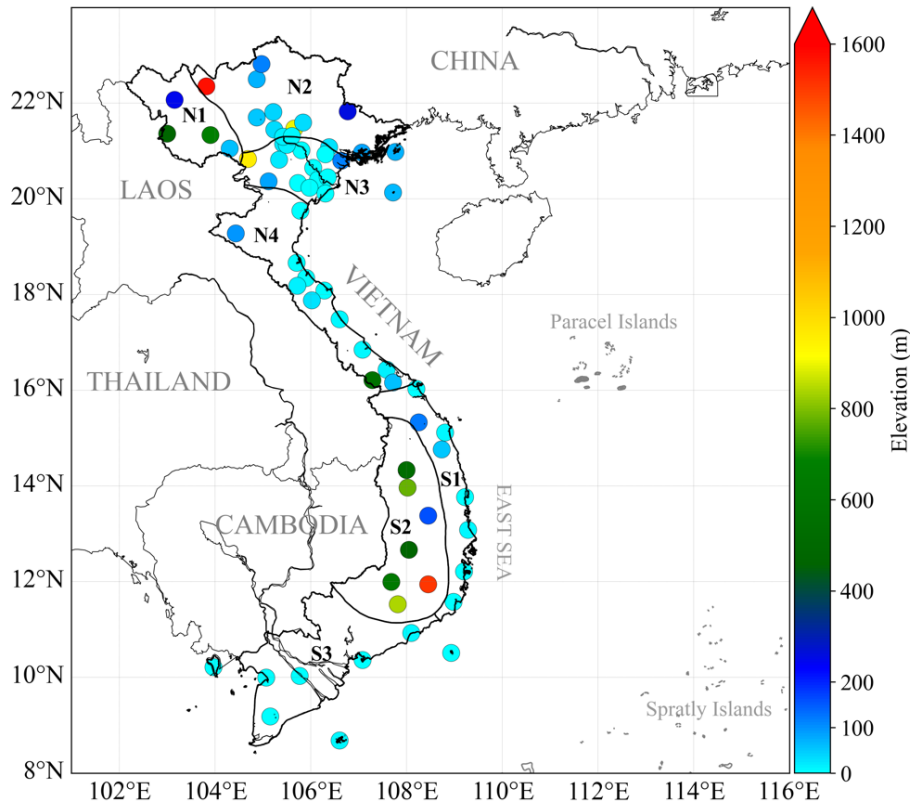 CHINA
N2
N1
LAOS
N3
N4
VIETNAM
Paracel Islands
THAILAND
S1
EAST SEA
CAMBODIA
S2
S3
Spratly Islands
22°N
20°N
18°N
16°N
14°N
12°N
10°N
8°N
102°E 104°E 106°E 108°E 110°E 112°E 114°E 116°E
1600
1400
1200
1000
800
600
400
200
100
0
Elevation (m)